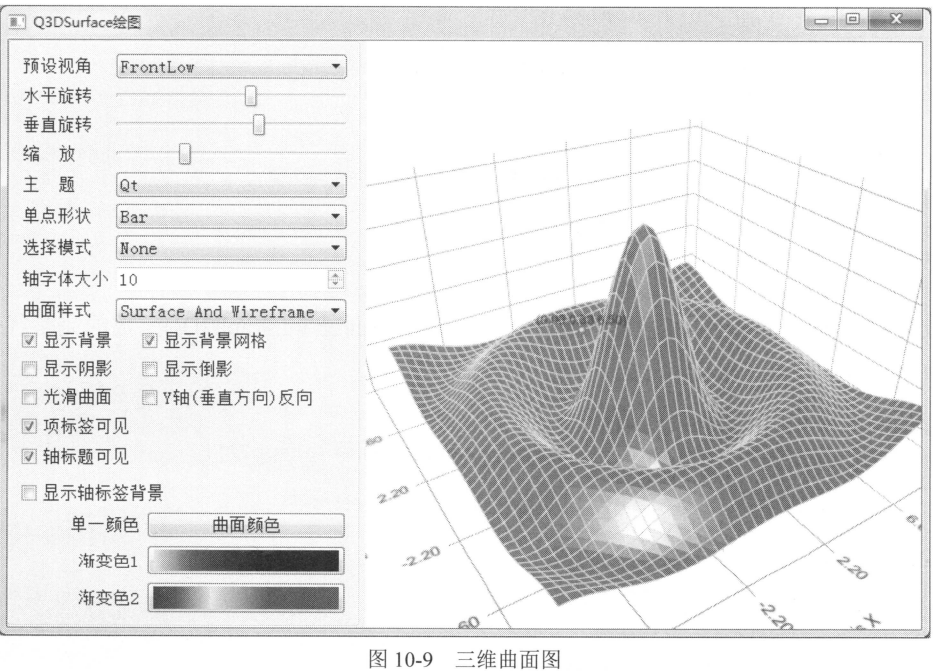 Q3DSurface绘图
预设视角 FrontLow
水平旋转
垂直旋转
缩 放
主 题 Qt
单点形状 Bar
选择模式 None
轴字体大小 10
曲面样式 Surface And Wireframe
显示背景 显示背景网格
显示阴影 显示倒影
光滑曲面 Y轴(垂直方向)反向
项标签可见
轴标题可见
显示轴标签背景
单一颜色 曲面颜色
渐变色1
渐变色2
60
2.20
-2.20
60
6.
2.20
-2.20
X
图 10-9 三维曲面图